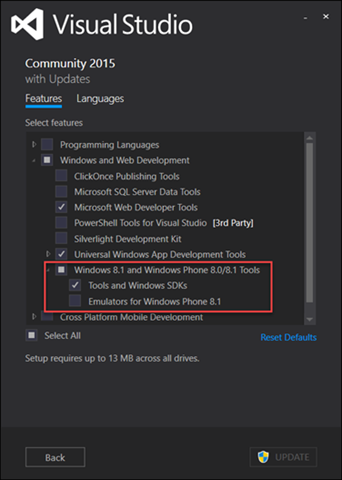 Visual Studio
Community 2015
with Updates
Features Languages
Select features
Programming Languages
Windows and Web Development
ClickOnce Publishing Tools
Microsoft SQL Server Data Tools
Microsoft Web Developer Tools
PowerShell Tools for Visual Studio [3rd Party]
Silverlight Development Kit
Universal Windows App Development Tools
Windows 8.1 and Windows Phone 8.0/8.1 Tools
Tools and Windows SDKs
Emulators for Windows Phone 8.1
Cross Platform Mobile Development
Select All Reset Defaults
Setup requires up to 13 MB across all drives.
Back UPDATE